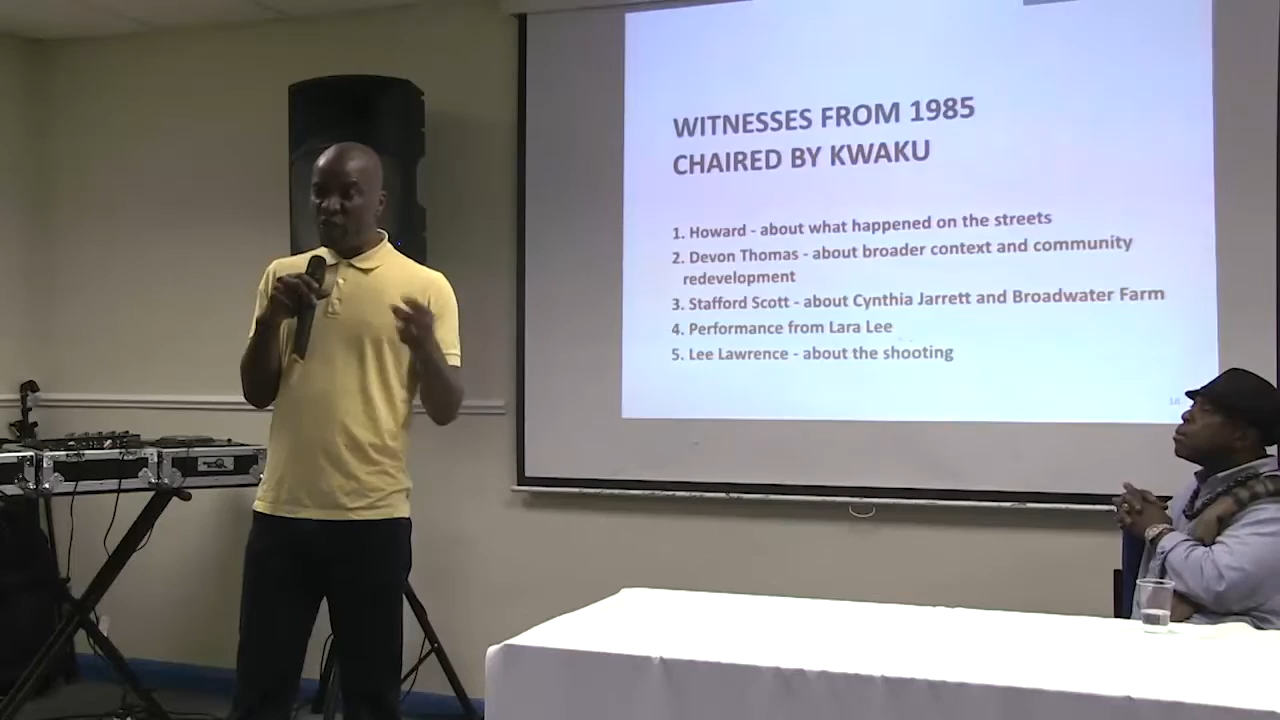 WITNESSES FROM 1985
CHAIRED BY KWAKU
1. Howard - about what happened on the streets
2. Devon Thomas - about broader context and community
redevelopment
3. Stafford Scott - about Cynthia Jarrett and Broadwater Farm
4. Performance from Lara Lee
5. Lee Lawrence - about the shooting